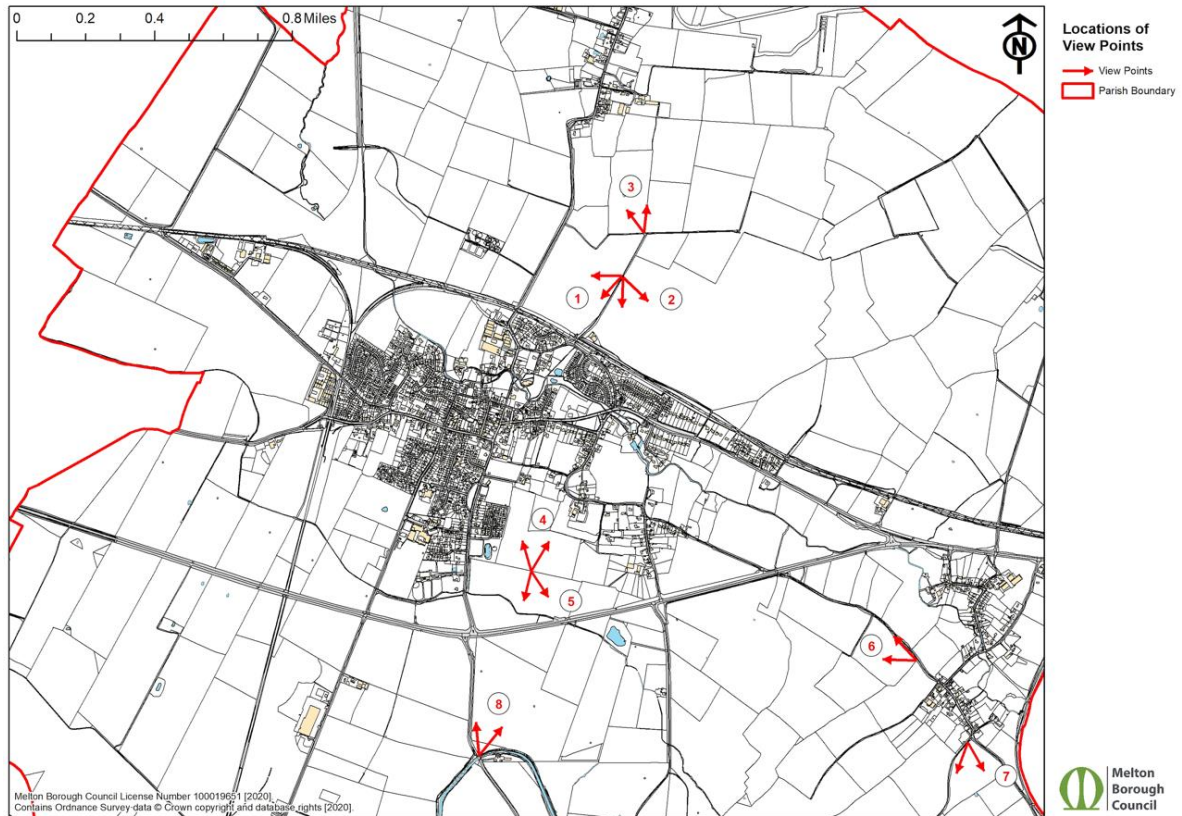 0 0.2 0.4 0.8 Miles
N
Locations of
View Points
View Points
Parish Boundary
3
1
2
4
5
6
8
7
Melton Borough Council License Number 100019651 [2020]
Contains Ordnance Survey data © Crown copyright and database rights [2020].
Melton
Borough
Council